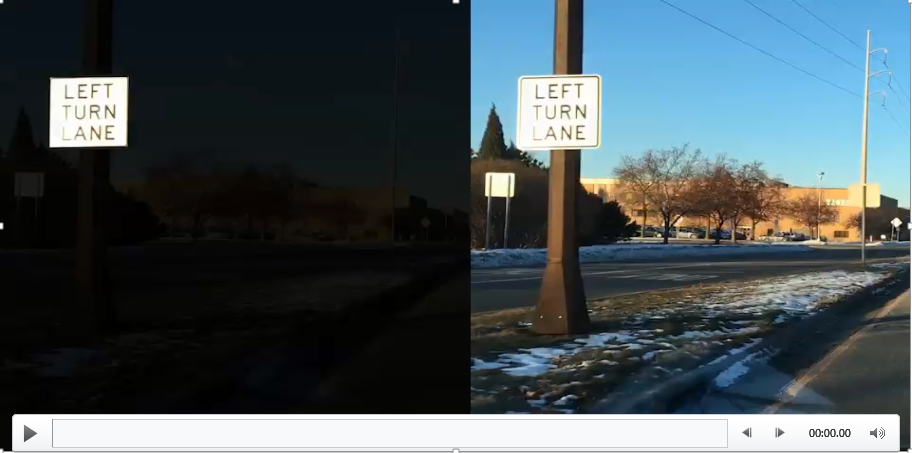 LEFT
TURN
LANE
LEFT
TURN
LANE
00:00.00